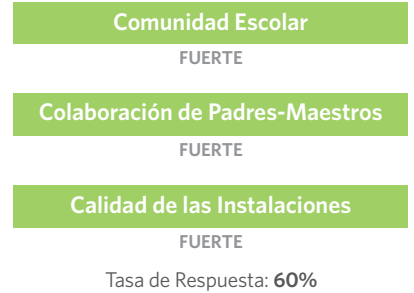 Comunidad Escolar
FUERTE
Colaboración de Padres-Maestros
FUERTE
Calidad de las Instalaciones
FUERTE
Tasa de Respuesta: 60%